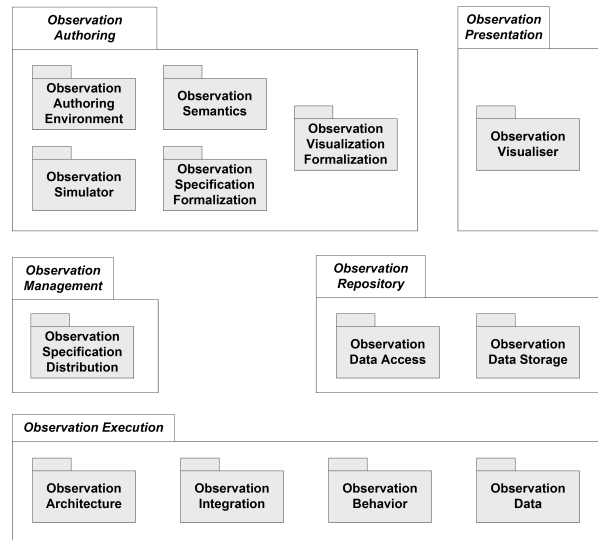 Observation
Authoring
Observation
Authoring
Environment
Observation
Semantics
Observation
Visualization
Formalization
Observation
Simulator
Observation
Specification
Formalization
Observation
Presentation
Observation
Visualiser
Observation
Management
Observation
Specification
Distribution
Observation
Repository
Observation
Data Access
Observation
Data Storage
Observation Execution
Observation
Architecture
Observation
Integration
Observation
Behavior
Observation
Data